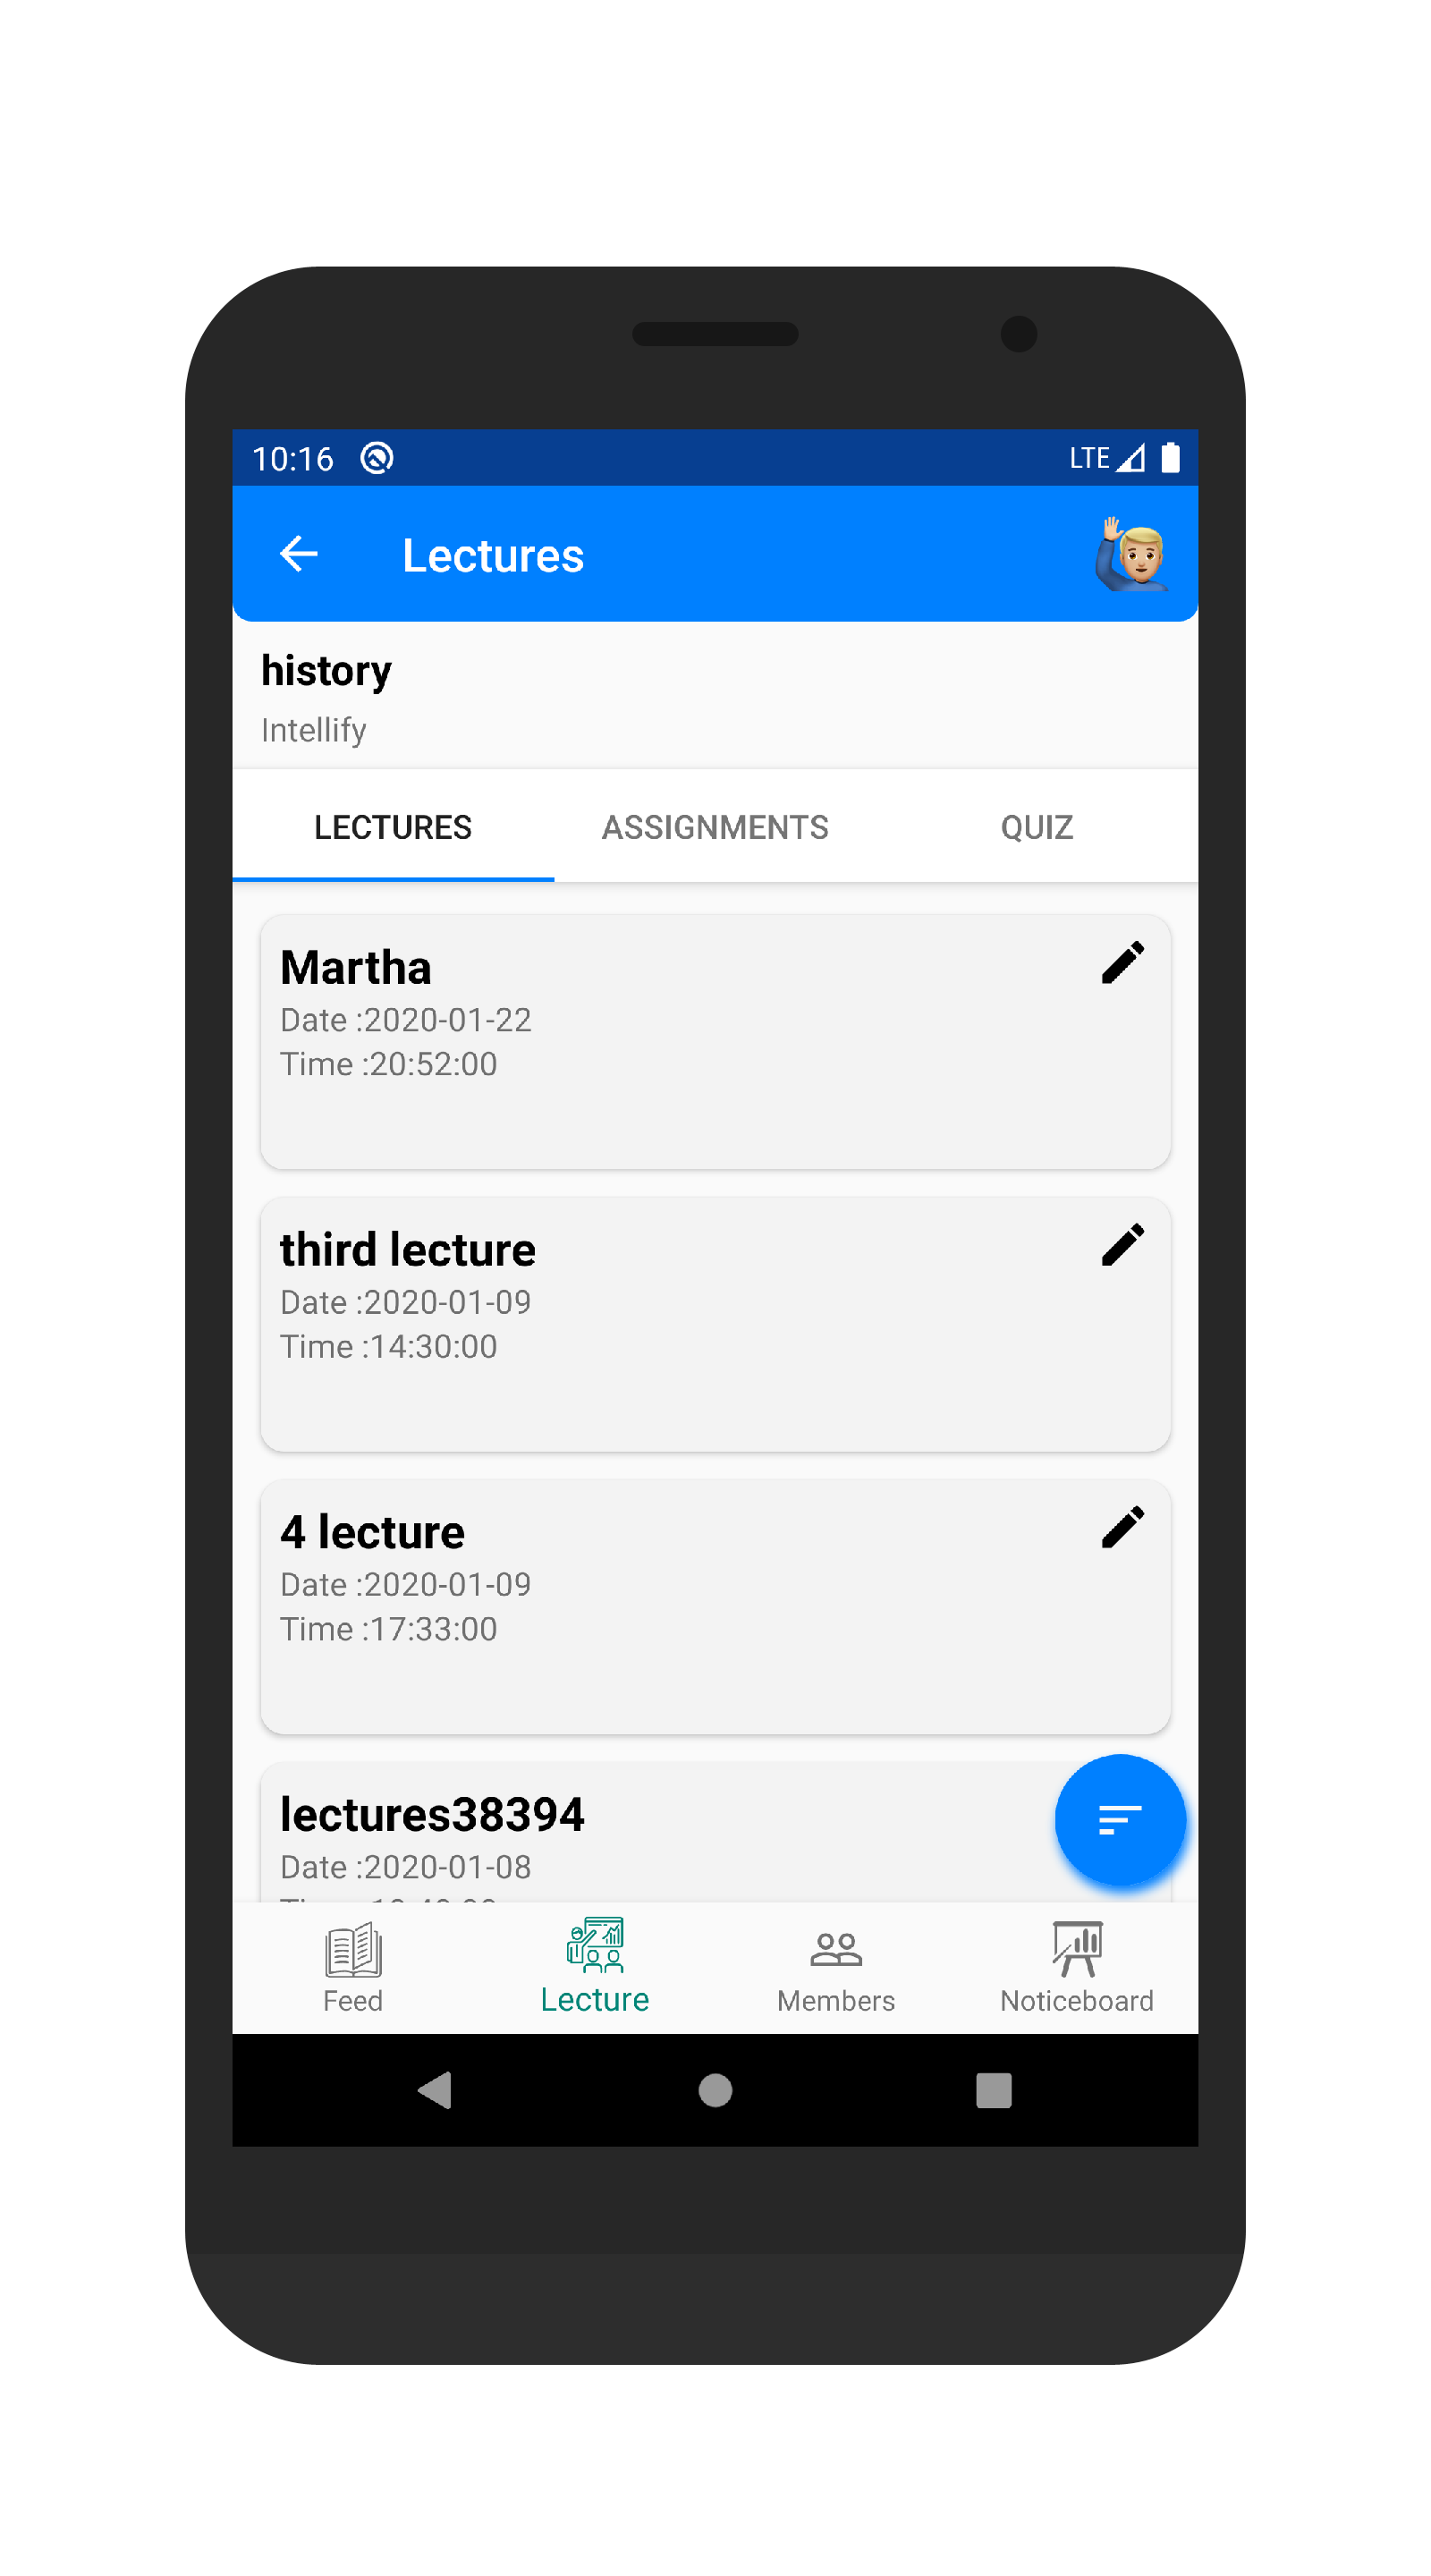 10:16 LTE
Lectures
history
Intellify
LECTURES ASSIGNMENTS QUIZ
Martha
Date :2020-01-22
Time :20:52:00
third lecture
Date :2020-01-09
Time :14:30:00
4 lecture
Date :2020-01-09
Time :17:33:00
lectures38394
Date :2020-01-08
Feed Lecture Members Noticeboard